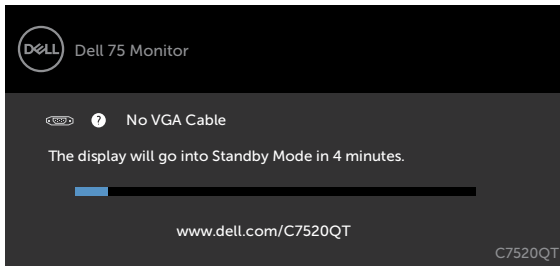 DELL
Dell 75 Monitor
? No VGA Cable
The display will go into Standby Mode in 4 minutes.
www.dell.com/C7520QT
C7520QT